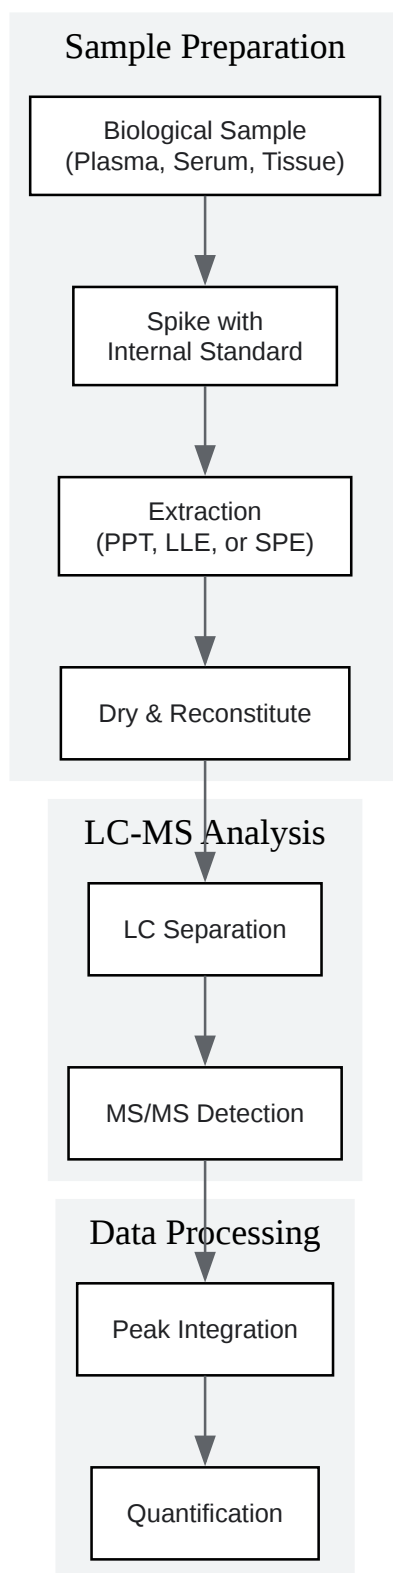 Sample Preparation
Biological Sample
(Plasma, Serum, Tissue)
Spike with
Internal Standard
Extraction
(PPT, LLE, or SPE)
Dry & Reconstitute
LC-MS Analysis
LC Separation
MS/MS Detection
Data Processing
Peak Integration
Quantification